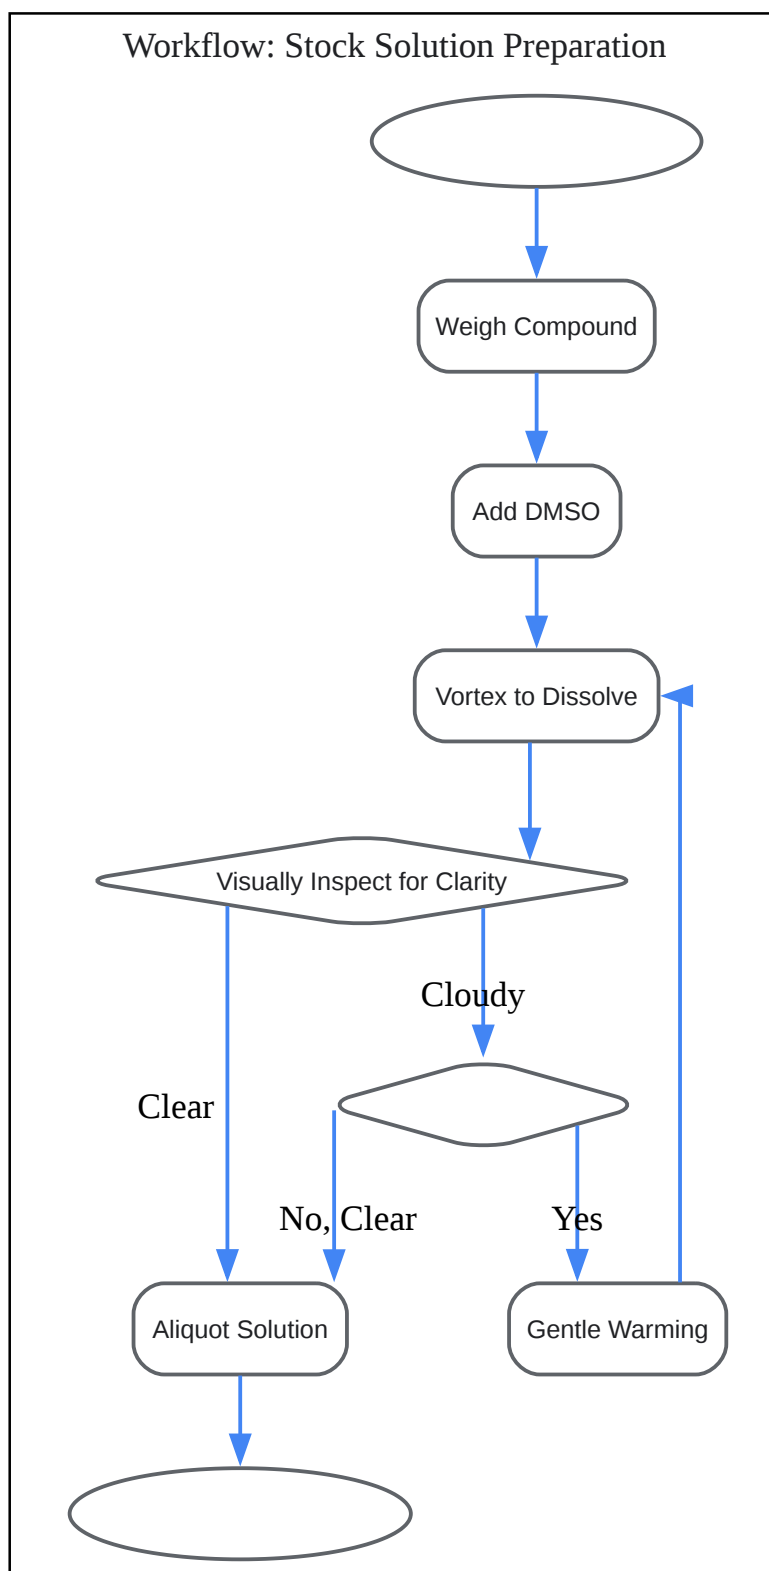 Workflow: Stock Solution Preparation
Weigh Compound
Add DMSO
Vortex to Dissolve
Visually Inspect for Clarity
Cloudy
Clear
No, Clear
Yes
Aliquot Solution
Gentle Warming